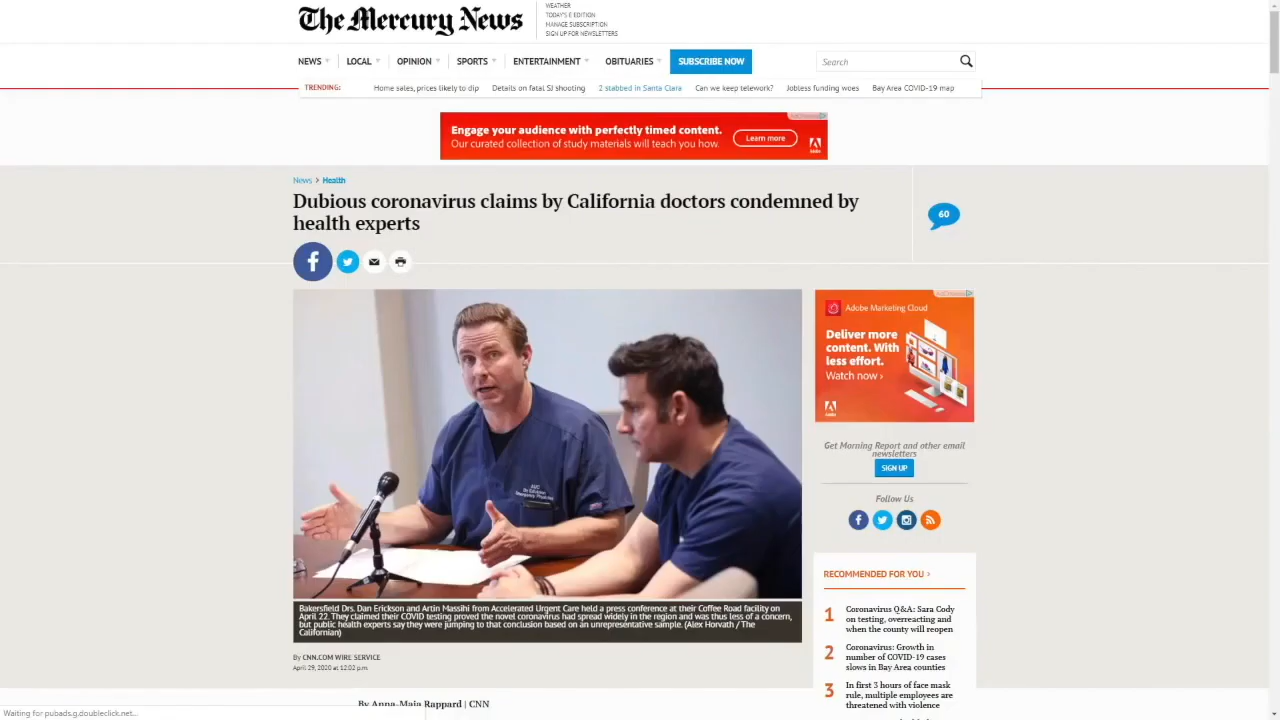 The Mercury News
WEATHER
TODAY'S E-EDITION
MANAGE SUBSCRIPTION
SIGN UP FOR NEWSLETTERS
NEWS LOCAL OPINION SPORTS ENTERTAINMENT OBITUARIES SUBSCRIBE NOW
Search
TRENDING: Home sales, prices likely to dip Details on fatal SJ shooting 2 stabbed in Santa Clara Can we keep telework? Jobless funding woes Bay Area COVID-19 map
Engage your audience with perfectly timed content.
Our curated collection of study materials will teach you how.
Learn more
Adobe
News > Health
Dubious coronavirus claims by California doctors condemned by
health experts
60
Adobe Marketing Cloud
Deliver more
content. With
less effort.
Watch now ›
Adobe
Bakersfield Drs. Dan Erickson and Artin Massihi from Accelerated Urgent Care held a press conference at their Coffee Road facility on
April 22. They claimed their COVID testing proved the novel coronavirus had spread widely in the region and was thus less of a concern,
but public health experts say they were jumping to that conclusion based on an unrepresentative sample. (Alex Horvath / The
Californian)
By CNN.COM WIRE SERVICE
April 29, 2020 at 12:02 p.m.
By Anna-Maja Rappard | CNN
Get Morning Report and other email
newsletters
SIGN UP
Follow Us
RECOMMENDED FOR YOU ›
1 Coronavirus Q&A: Sara Cody
on testing, overreacting and
when the county will reopen
2 Coronavirus: Growth in
number of COVID-19 cases
slows in Bay Area counties
3 In first 3 hours of face mask
rule, multiple employees are
threatened with violence
Waiting for pubads.g.doubleclick.net...